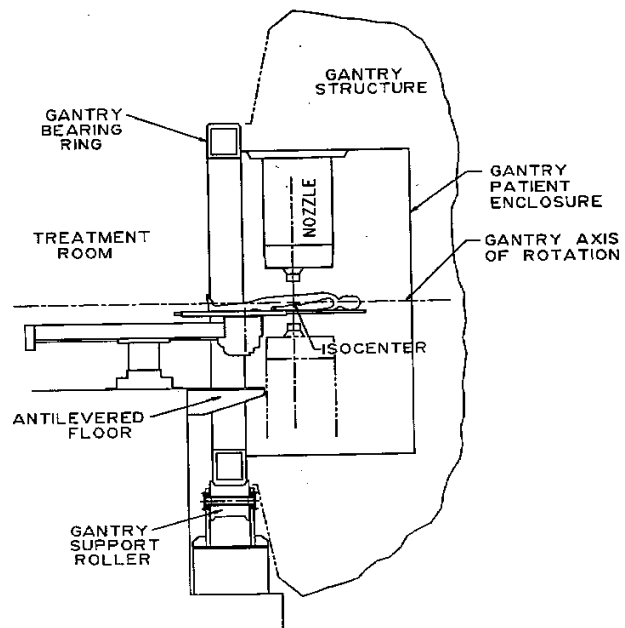 GANTRY
STRUCTURE
GANTRY
BEARING
RING
NOZZLE
GANTRY
PATIENT
ENCLOSURE
TREATMENT
ROOM
GANTRY AXIS
OF ROTATION
ISOCENTER
ANTILEVERED
FLOOR
GANTRY
SUPPORT
ROLLER